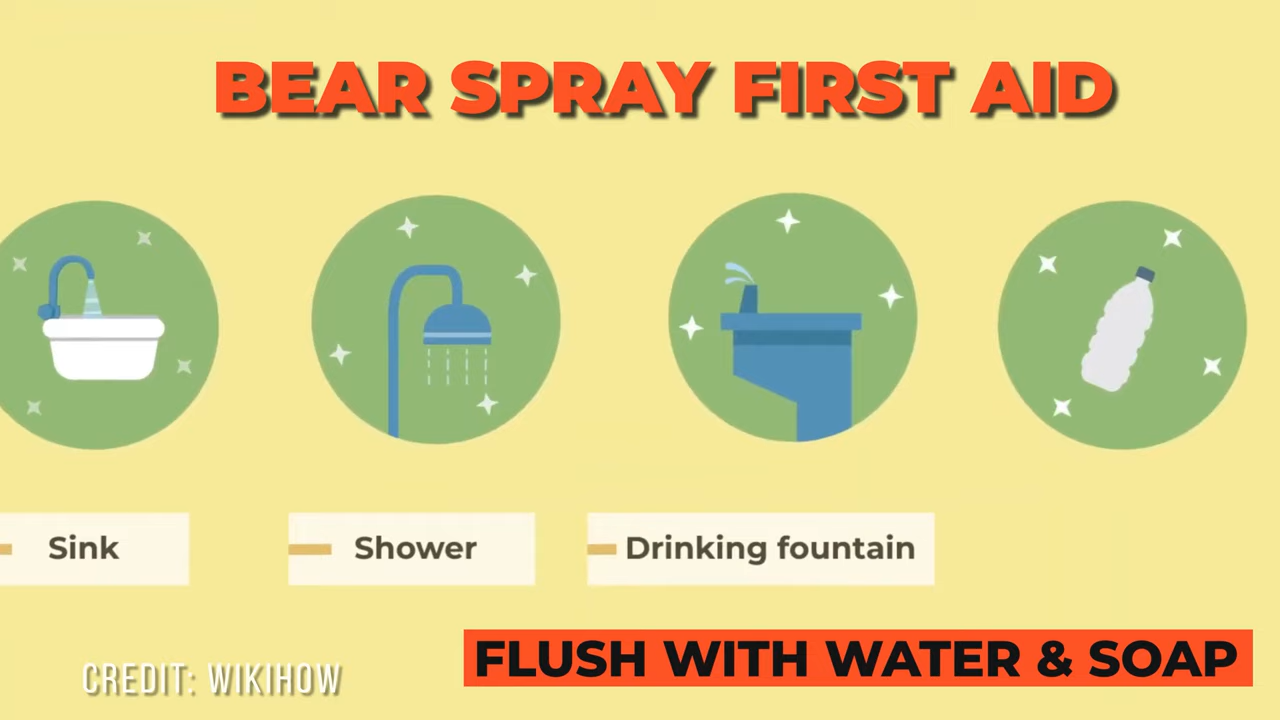 BEAR SPRAY FIRST AID
Sink
Shower
Drinking fountain
FLUSH WITH WATER & SOAP
CREDIT: WIKIHOW